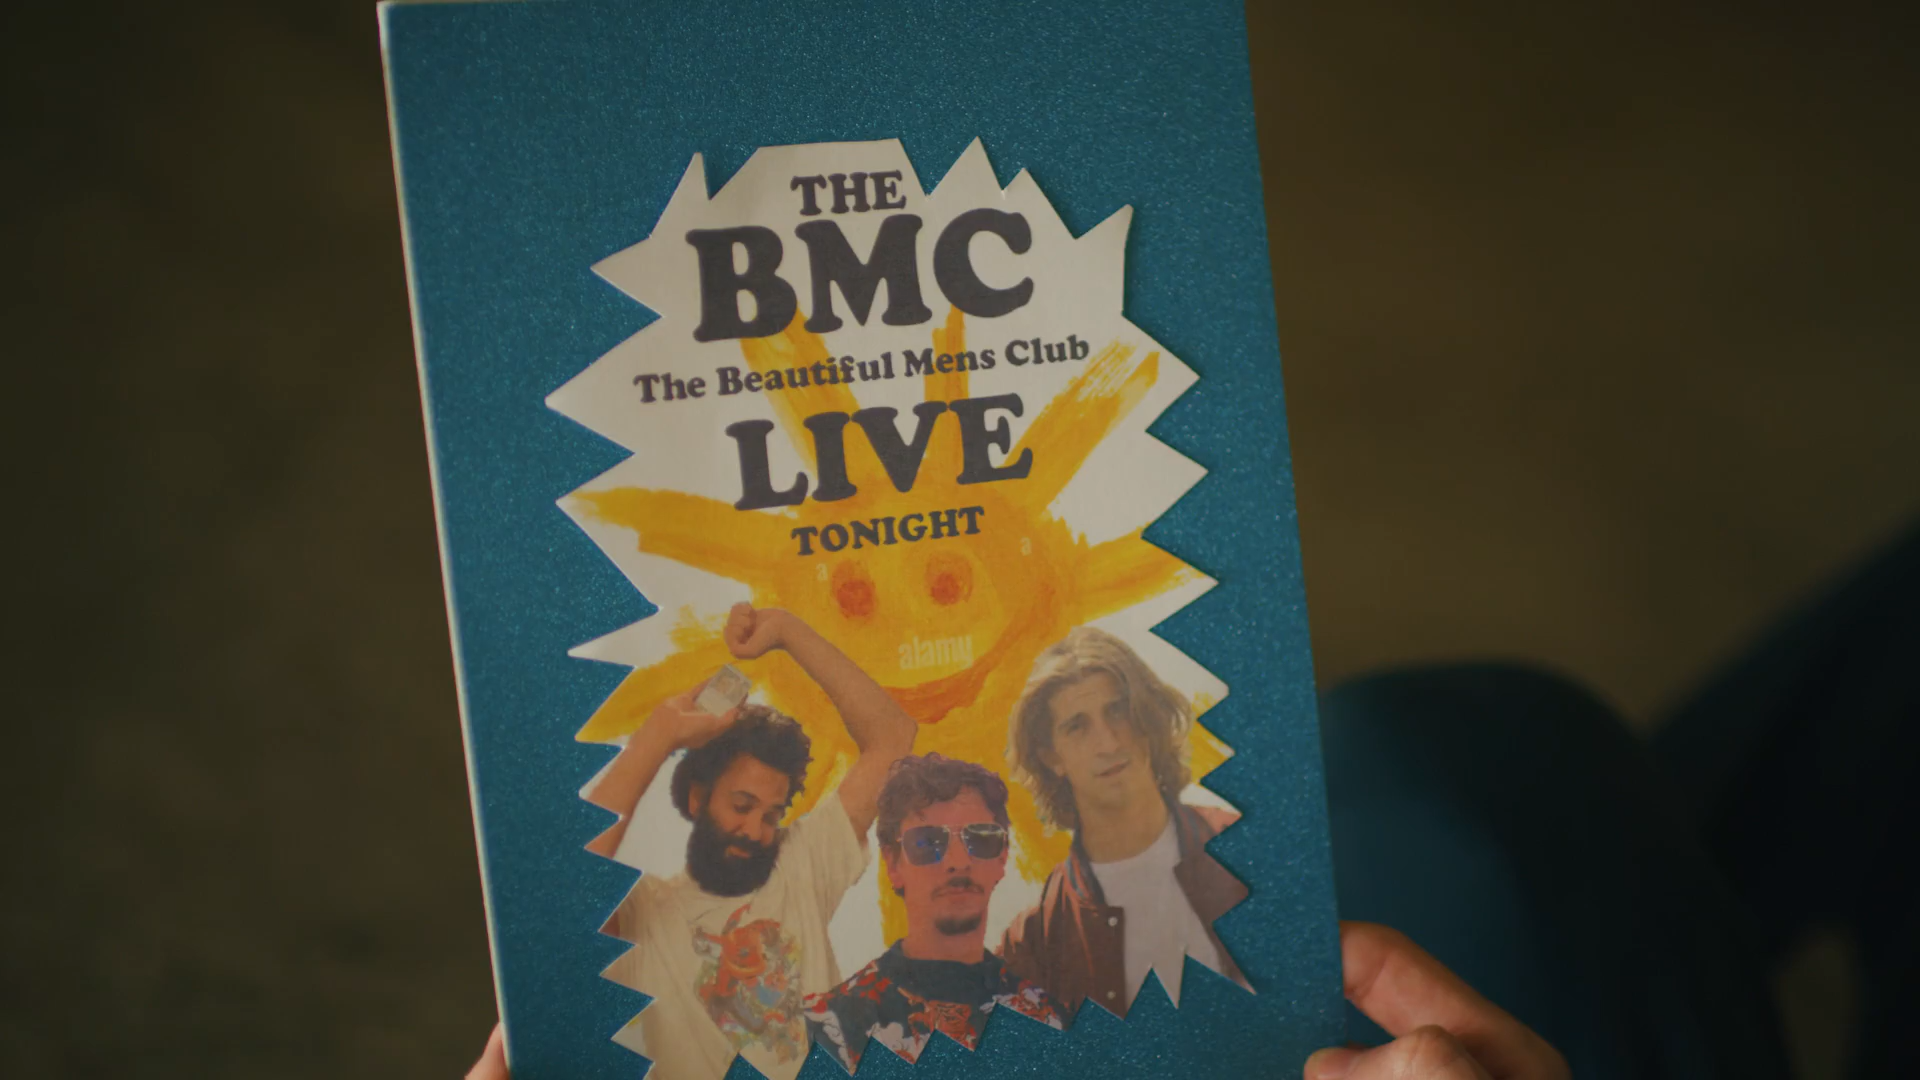 THE
BMC
The Beautiful Mens Club
LIVE
TONIGHT
a
a
alamy